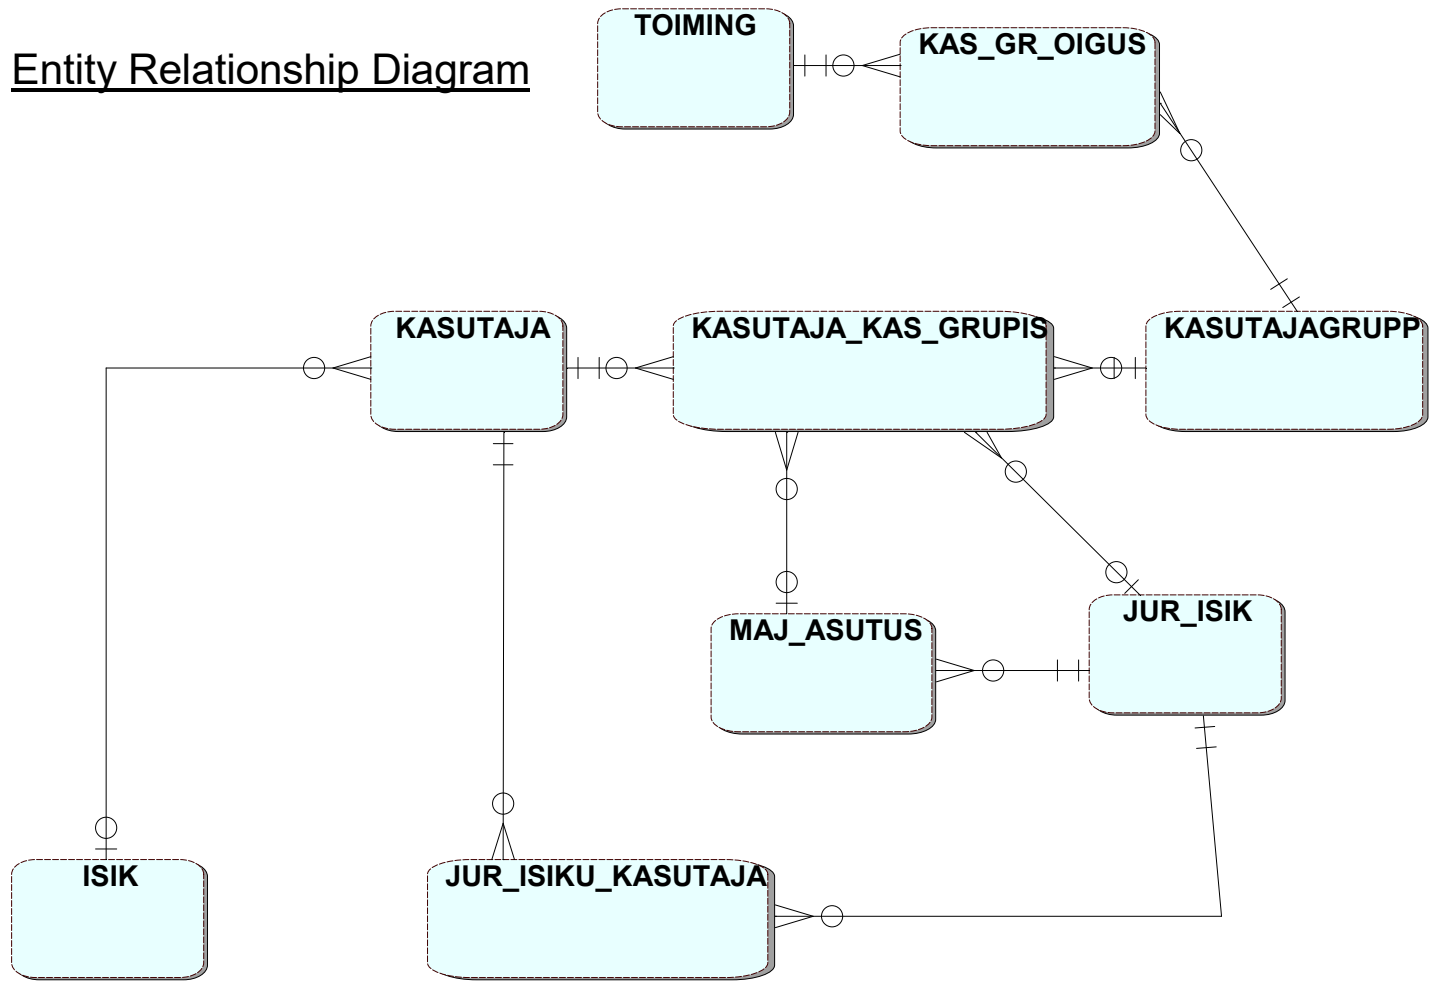 Entity Relationship Diagram
TOIMING
KAS_GR_OIGUS
KASUTAJA
KASUTAJA_KAS_GRUPIS
KASUTAJAGRUPP
MAJ_ASUTUS
JUR_ISIK
ISIK
JUR_ISIKU_KASUTAJA